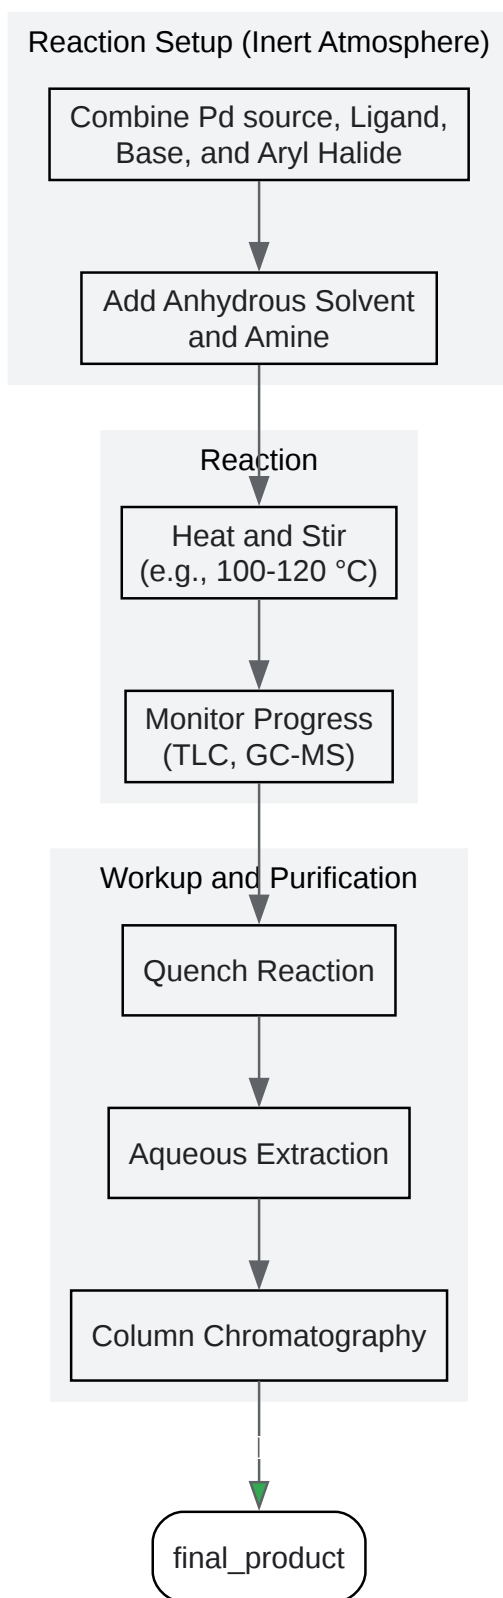 Reaction Setup (Inert Atmosphere)
Combine Pd source, Ligand,
Base, and Aryl Halide
Add Anhydrous Solvent
and Amine
Reaction
Heat and Stir
(e.g., 100-120 °C)
Monitor Progress
(TLC, GC-MS)
Workup and Purification
Quench Reaction
Aqueous Extraction
Column Chromatography
final_product